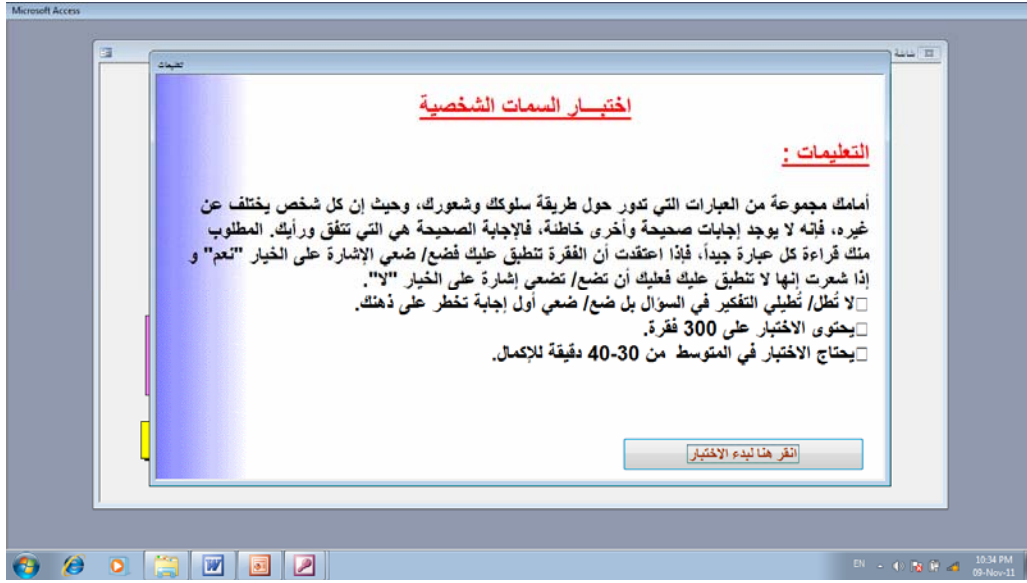 Microsoft Access
شاشة
تعليمات
اختبـــار السمات الشخصية
التعليمات :
أمامك مجموعة من العبارات التي تدور حول طريقة سلوكك وشعورك، وحيث إن كل شخص يختلف عن
غيره، فإنه لا يوجد إجابات صحيحة وأخرى خاطئة، فالإجابة الصحيحة هي التي تتفق ورأيك. المطلوب
منك قراءة كل عبارة جيداً، فإذا اعتقدت أن الفقرة تنطبق عليك فضع/ ضعي الإشارة على الخيار "نعم" و
إذا شعرت إنها لا تنطبق عليك فعليك أن تضع/ تضعي إشارة على الخيار "لا".
لا تُطل/ تُطيلي التفكير في السؤال بل ضع/ ضعي أول إجابة تخطر على ذهنك.
يحتوى الاختبار على 300 فقرة.
يحتاج الاختبار في المتوسط من 30-40 دقيقة للإكمال.
انقر هنا لبدء الاختبار
EN
10:34 PM
09-Nov-11